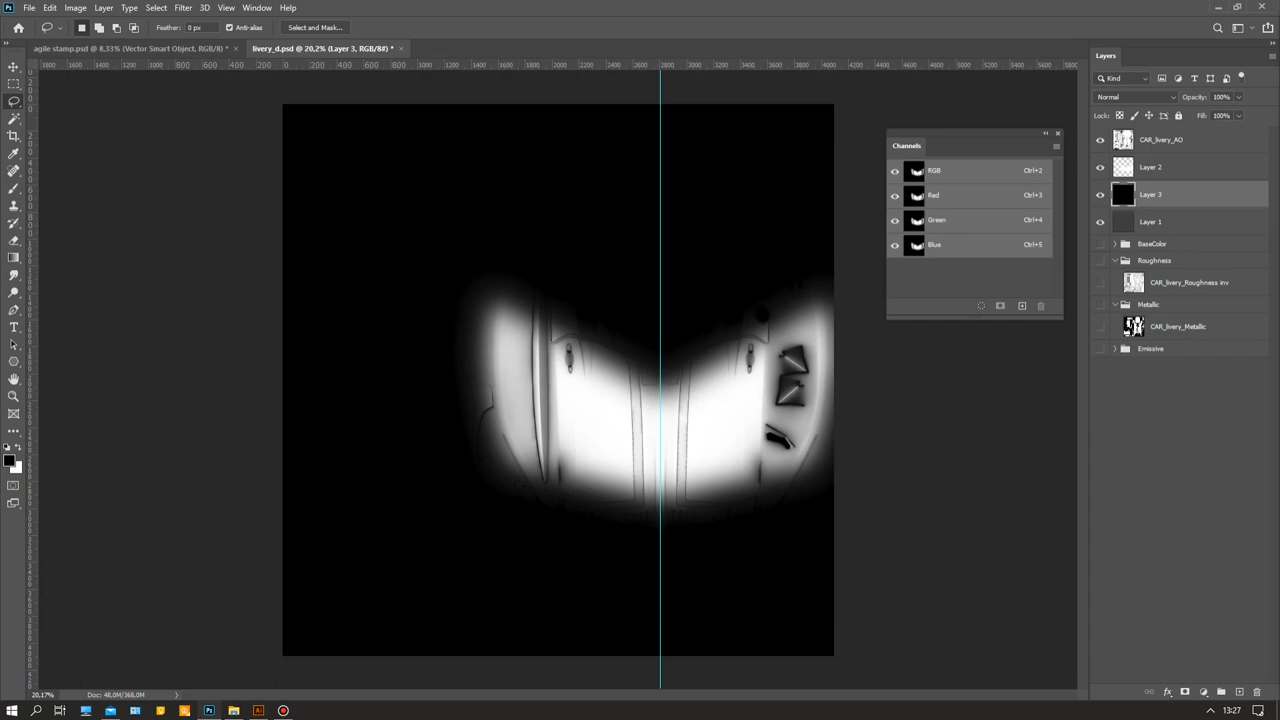 File Edit Image Layer Type Select Filter 3D View Window Help
Feather: 0 px Anti-alias Select and Mask...
agile stamp.psd @ 8,33% (Vector Smart Object, RGB/8) * × livery_d.psd @ 20,2% (Layer 3, RGB/8#) * ×
Layers
Kind
Normal Opacity: 100%
Lock: Fill: 100%
CAR_livery_AO
Layer 2
Layer 3
Layer 1
BaseColor
Roughness
CAR_livery_Roughness inv
Metallic
CAR_livery_Metallic
Emissive
Channels
RGB Ctrl+2
Red Ctrl+3
Green Ctrl+4
Blue Ctrl+5
20,17% Doc: 48,0M/368,0M
13:27